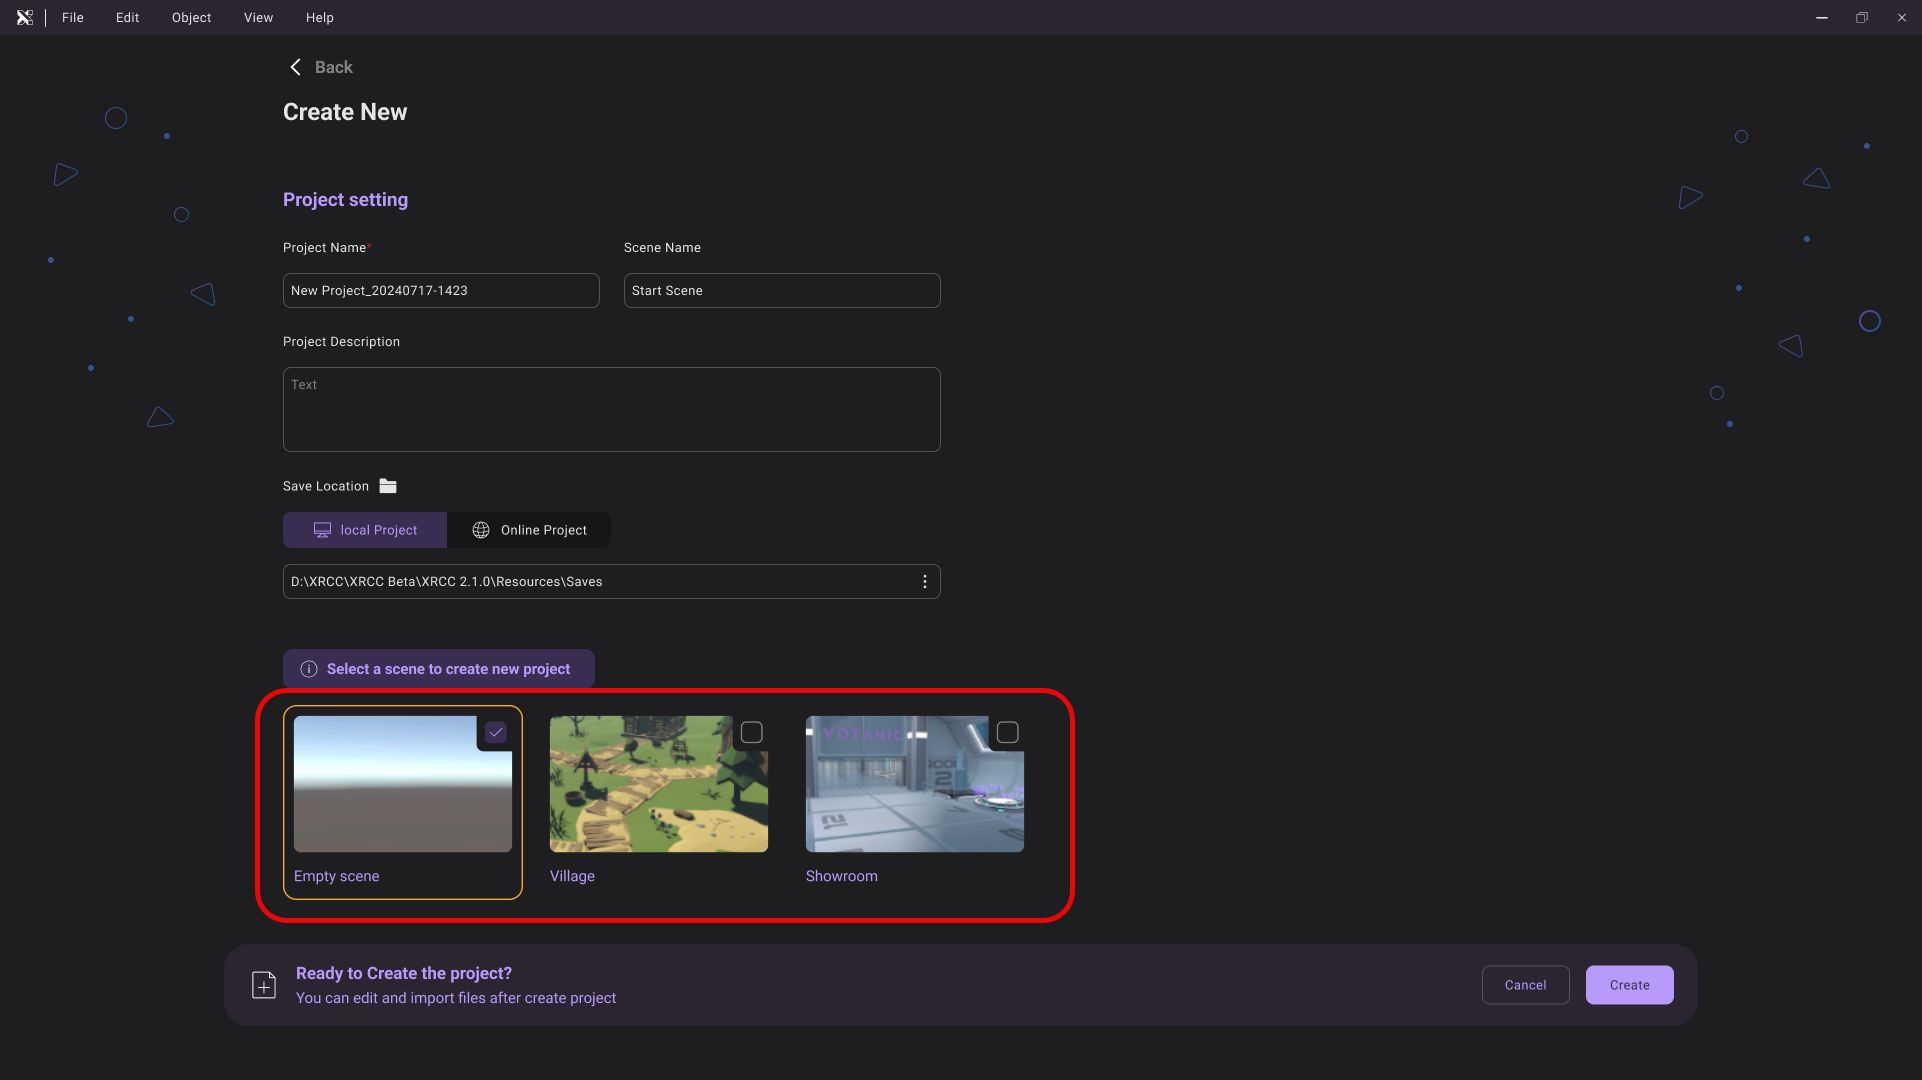 File Edit Object View Help
Back
Create New
Project setting
Project Name* Scene Name
New Project_20240717-1423 Start Scene
Project Description
Text
Save Location
local Project Online Project
D:\XRCC\XRCC Beta\XRCC 2.1.0\Resources\Saves
Select a scene to create new project
VOTANIC
ROOM
2
Empty scene Village Showroom
Ready to Create the project?
You can edit and import files after create project
Cancel Create